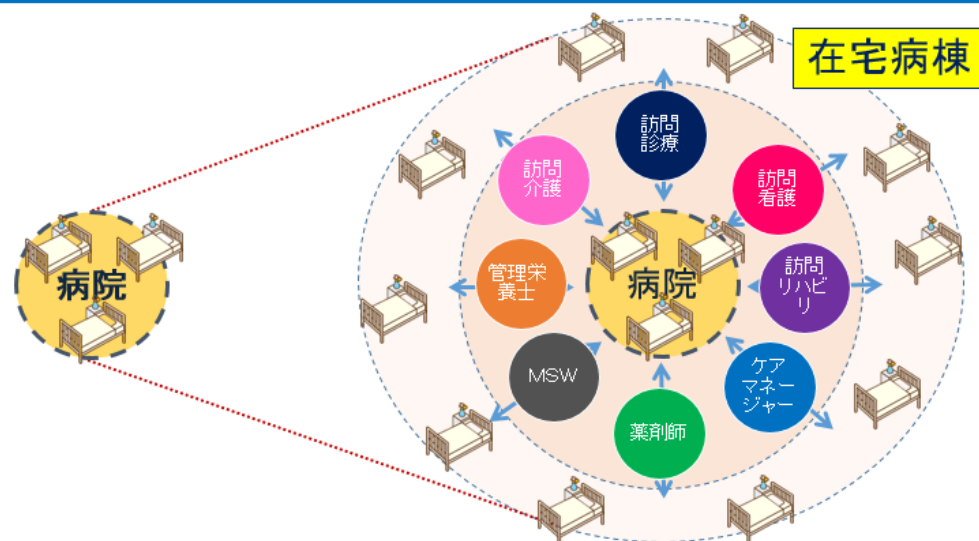 在宅病棟
訪問
診療
訪問
介護
訪問
看護
病院
管理栄
養士
病院
訪問
リハビ
リ
MSW
ケア
マネー
ジャー
薬剤師